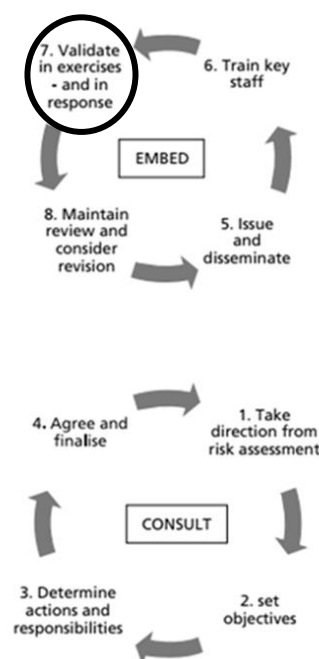 7. Validate
in exercises
- and in
response
6. Train key
staff
EMBED
8. Maintain
review and
consider
revision
5. Issue
and
disseminate
4. Agree and
finalise
1. Take
direction from
risk assessment
CONSULT
3. Determine
actions and
responsibilities
2. set
objectives